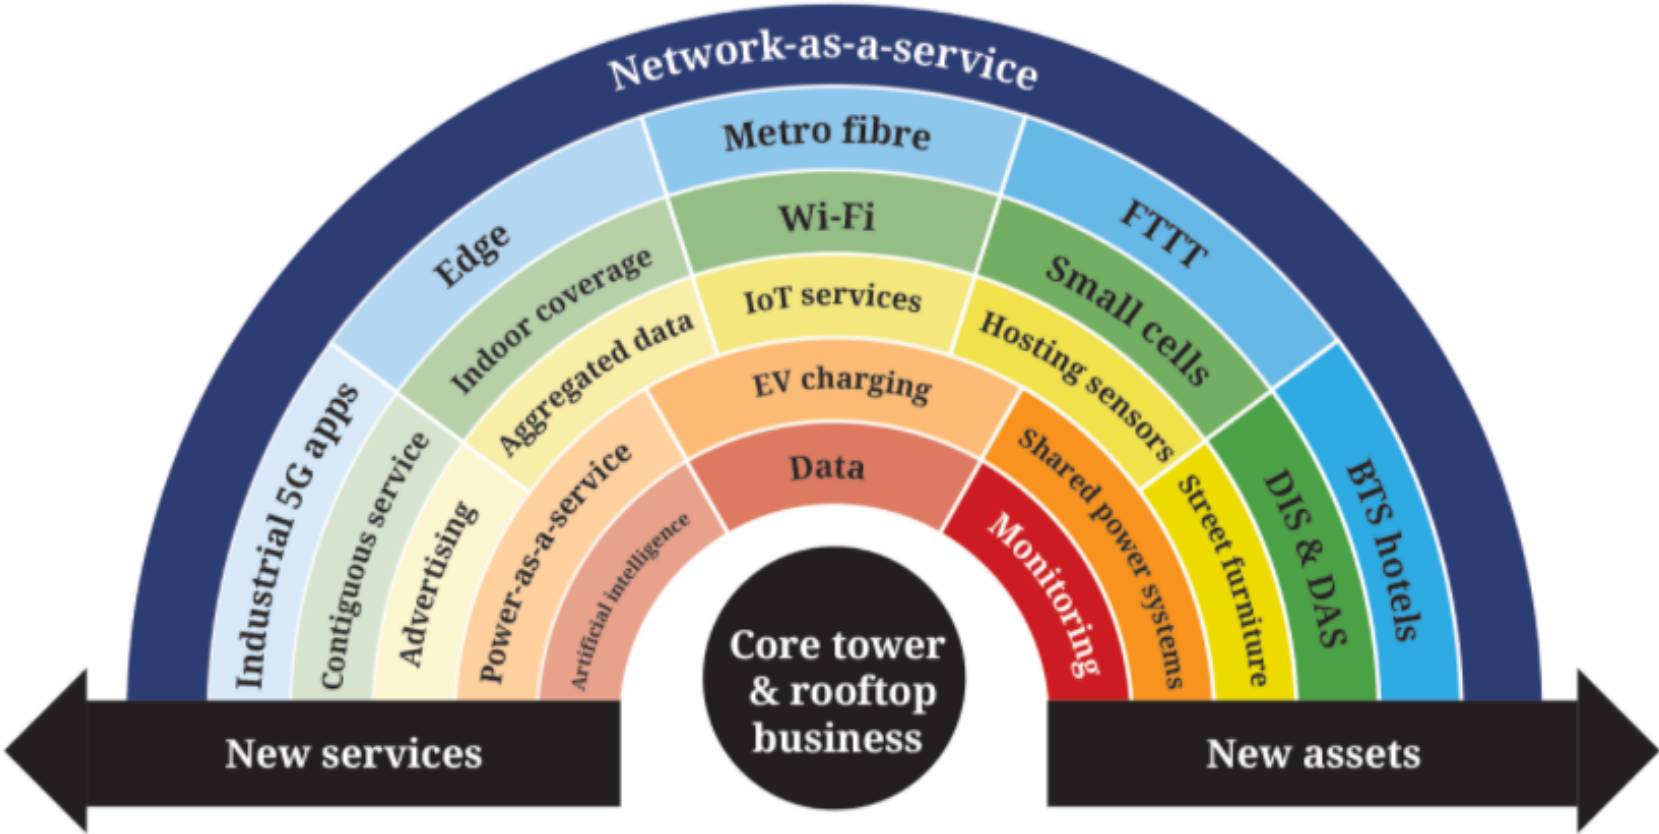 Network-as-a-service
Industrial 5G apps
Edge
Metro fibre
FTTT
BTS hotels
Contiguous service
Indoor coverage
Wi-Fi
Small cells
DIS & DAS
Advertising
Aggregated data
IoT services
Hosting sensors
Street furniture
Power-as-a-service
EV charging
Shared power systems
Artificial intelligence
Data
Monitoring
Core tower
& rooftop
business
New services
New assets